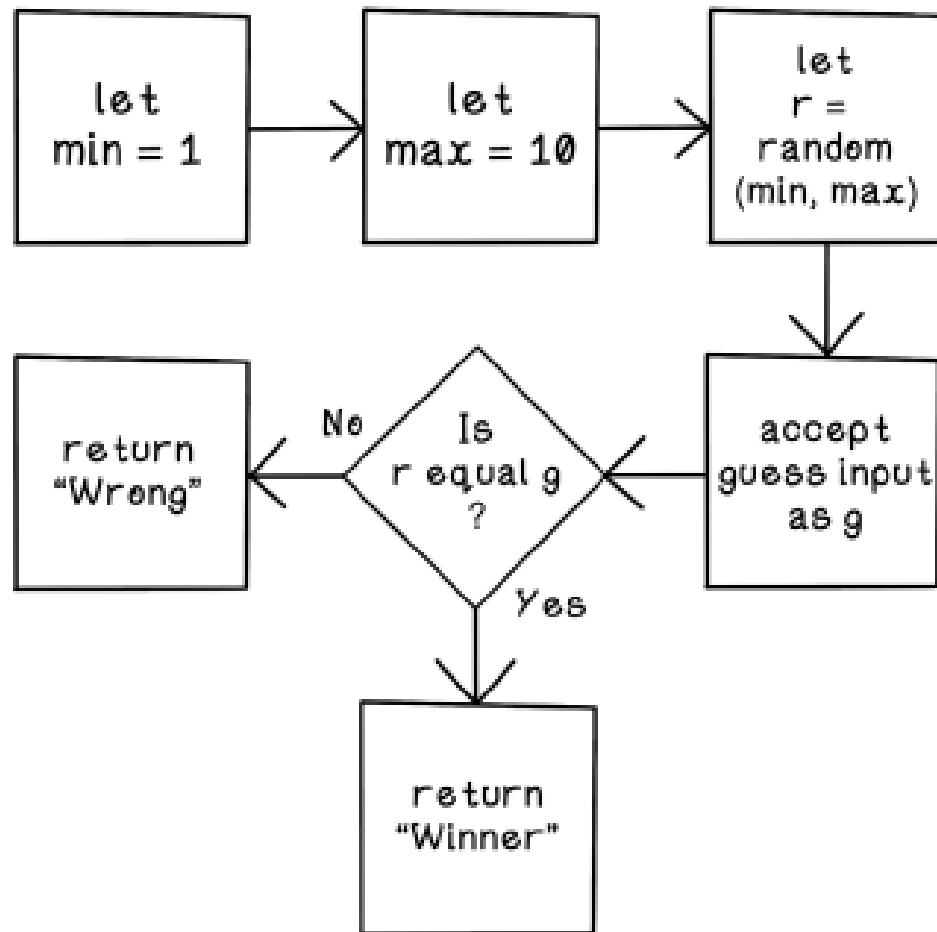 let
min = 1
let
max = 10
let
r =
random
(min, max)
accept
guess input
as g
Is
r equal g
?
No
return
“Wrong”
Yes
return
“Winner”